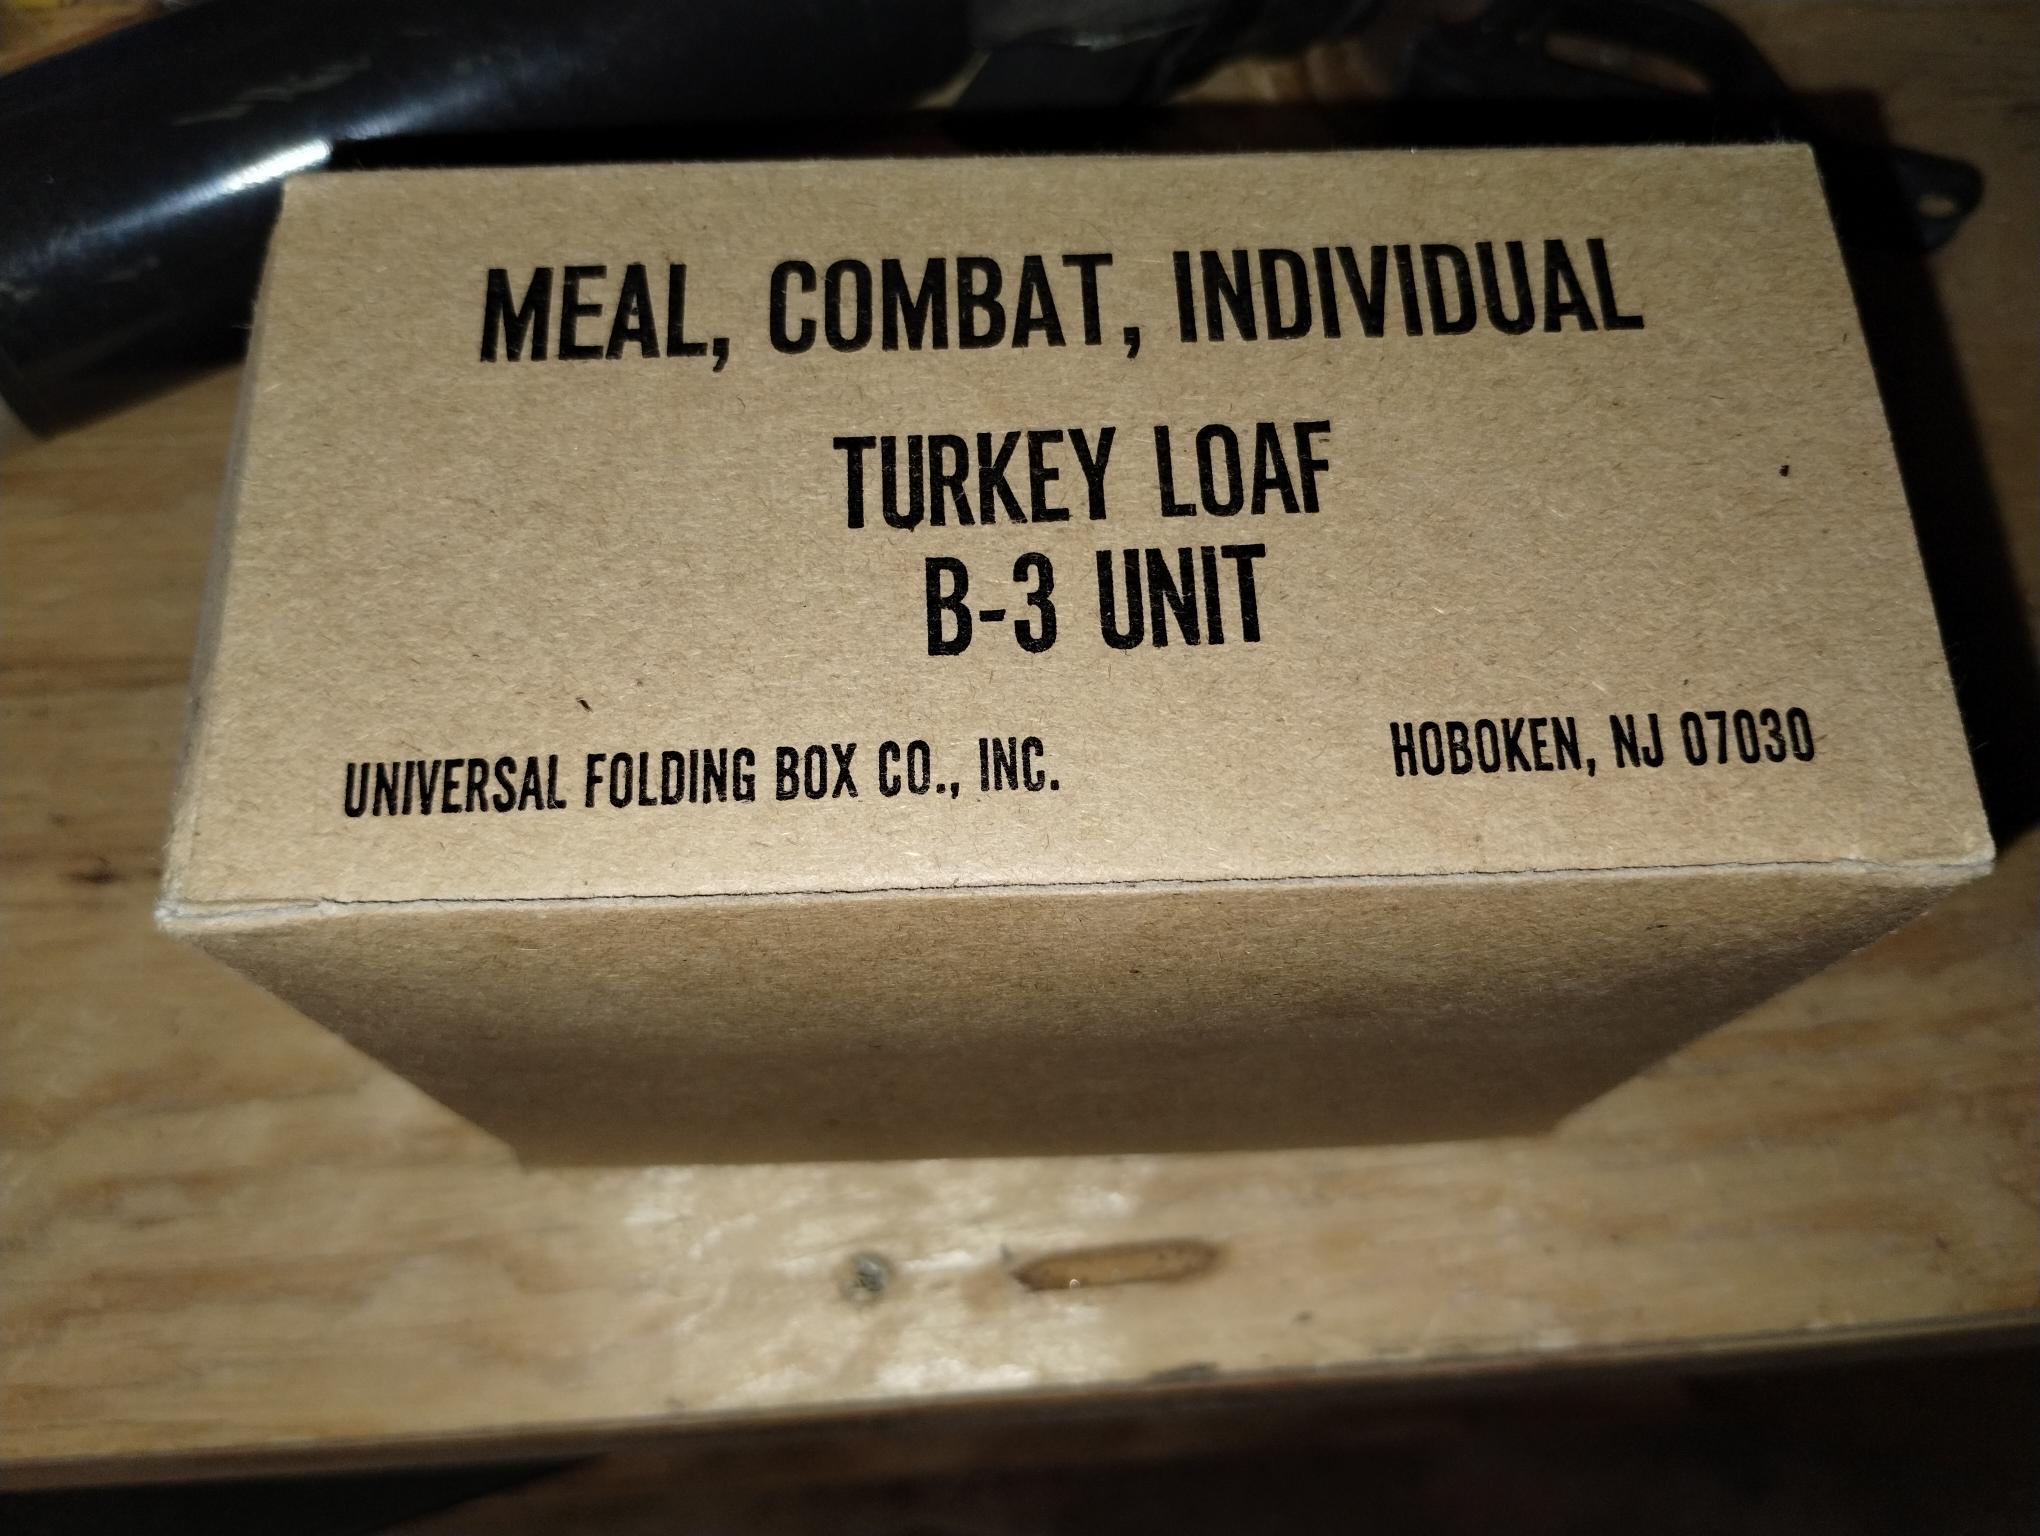 MEAL, COMBAT, INDIVIDUAL
TURKEY LOAF
B-3 UNIT
UNIVERSAL FOLDING BOX CO., INC. HOBOKEN, NJ 07030